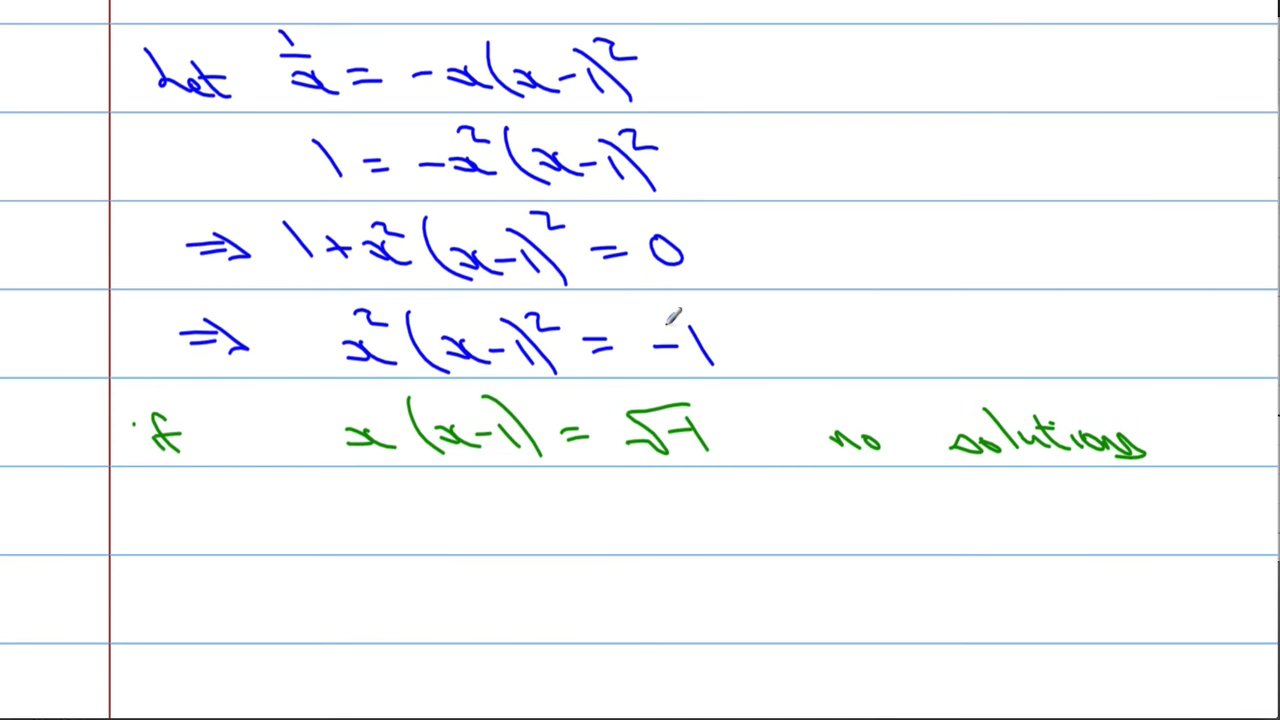 Let 1/x = -x(x-1)²
1 = -x²(x-1)²
⇒ 1+x²(x-1)² = 0
⇒ x²(x-1)² = -1
if x(x-1) = √-1 no solutions